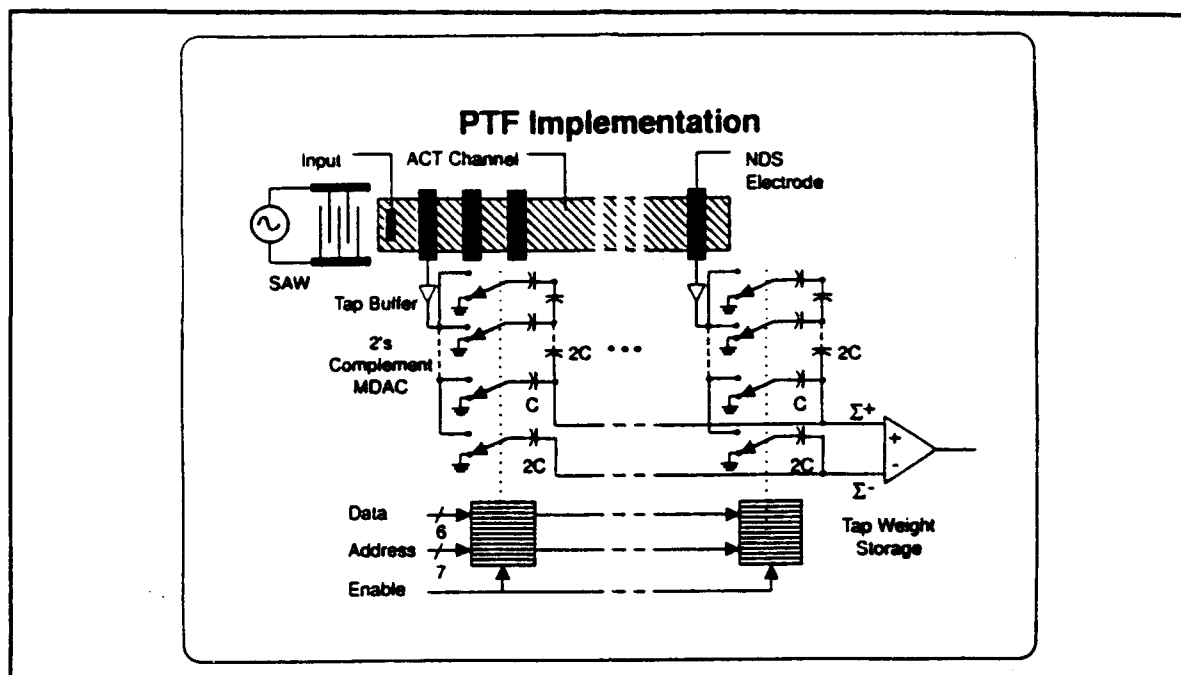 PTF Implementation
Input
ACT Channel
NDS
Electrode
SAW
Tap Buffer
2's
Complement
MDAC
2C
C
2C
2C
C
2C
Σ+
+
-
Σ-
Data
6
Address
7
Enable
Tap Weight
Storage